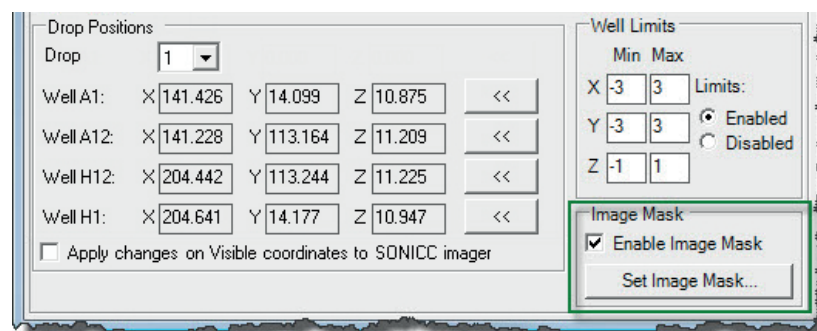 Drop Positions
Drop 1
Well A1: X 141.426 Y 14.099 Z 10.875 <<
Well A12: X 141.228 Y 113.164 Z 11.209 <<
Well H12: X 204.442 Y 113.244 Z 11.225 <<
Well H1: X 204.641 Y 14.177 Z 10.947 <<
Apply changes on Visible coordinates to SONICC imager
Well Limits
Min Max
X -3 3 Limits:
Enabled
Y -3 3
Disabled
Z -1 1
Image Mask
Enable Image Mask
Set Image Mask...